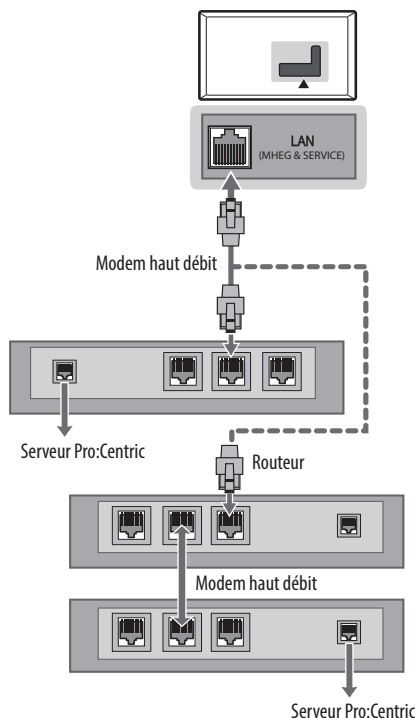 LAN
(MHEG & SERVICE)
Modem haut débit
Serveur Pro:Centric
Routeur
Modem haut débit
Serveur Pro:Centric